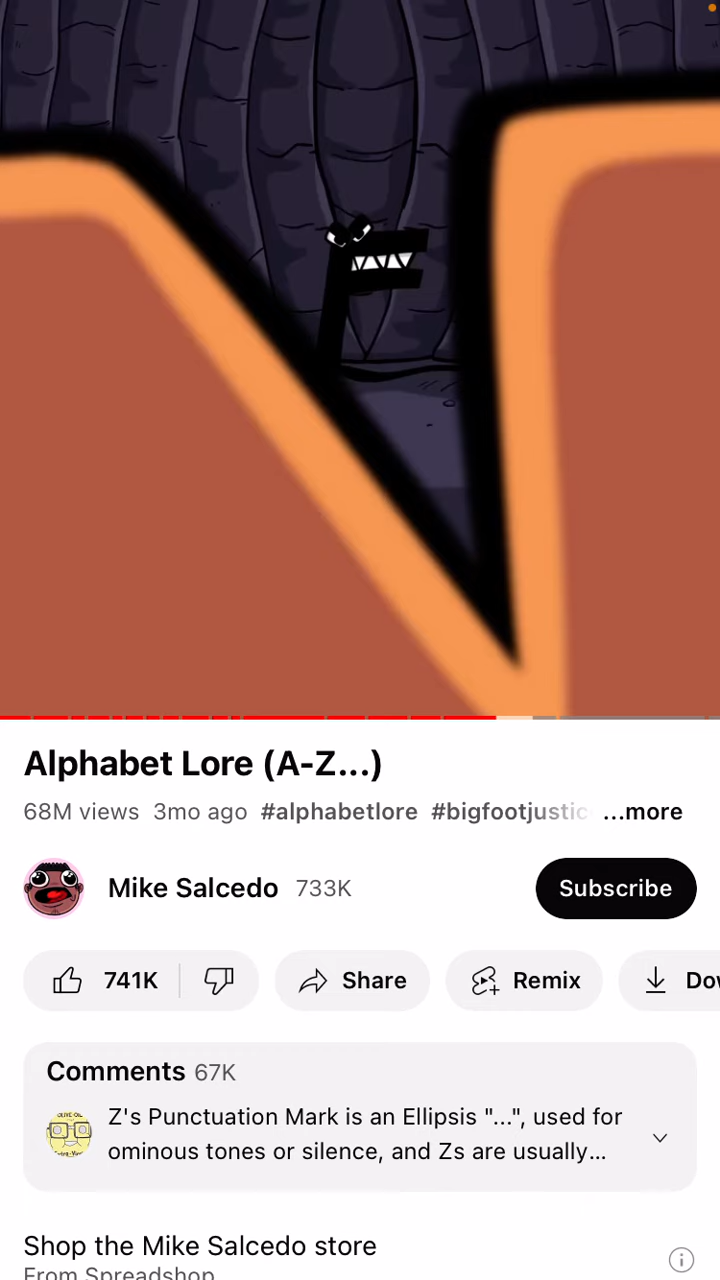 Alphabet Lore (A-Z...)
68M views 3mo ago #alphabetlore #bigfootjustic ...more
Mike Salcedo 733K Subscribe
741K Share Remix Dow
Comments 67K
Z's Punctuation Mark is an Ellipsis "...", used for
ominous tones or silence, and Zs are usually...
Shop the Mike Salcedo store
From Spreadshop